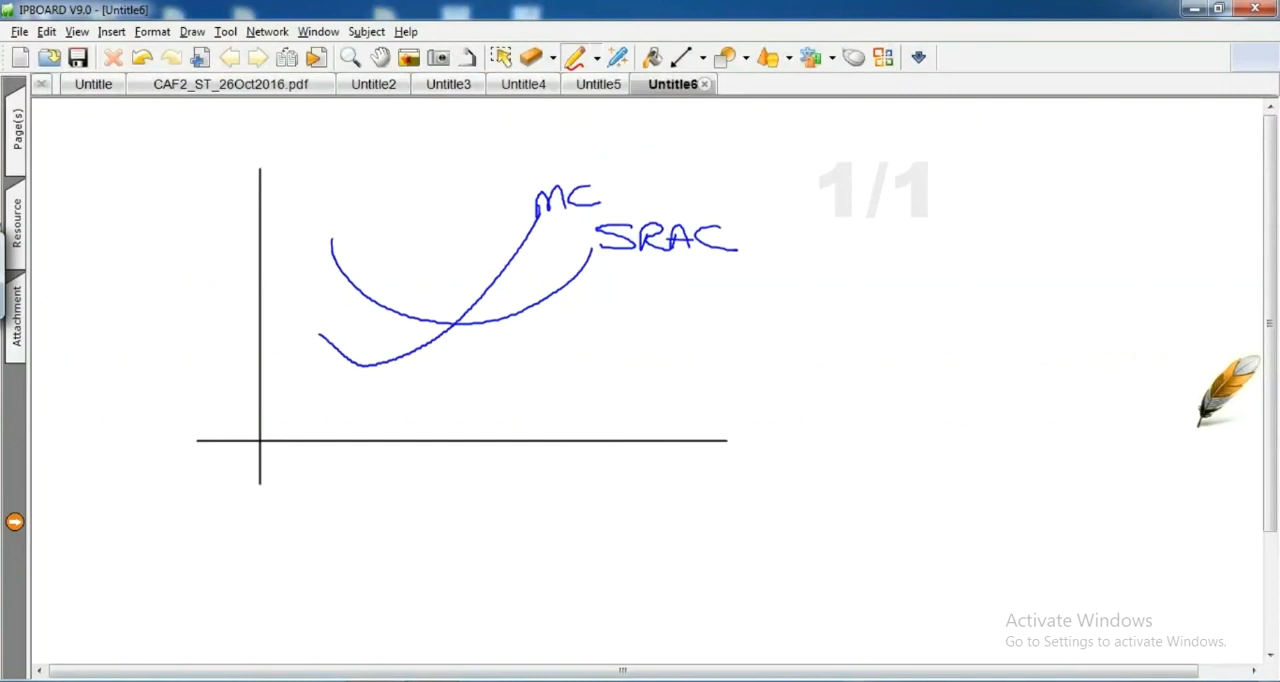 IPBOARD V9.0 - [Untitle6]
File Edit View Insert Format Draw Tool Network Window Subject Help
Untitle CAF2_ST_26Oct2016.pdf Untitle2 Untitle3 Untitle4 Untitle5 Untitle6
Page(s)
Resource
Attachment
1/1
MC
SRAC
Activate Windows
Go to Settings to activate Windows.